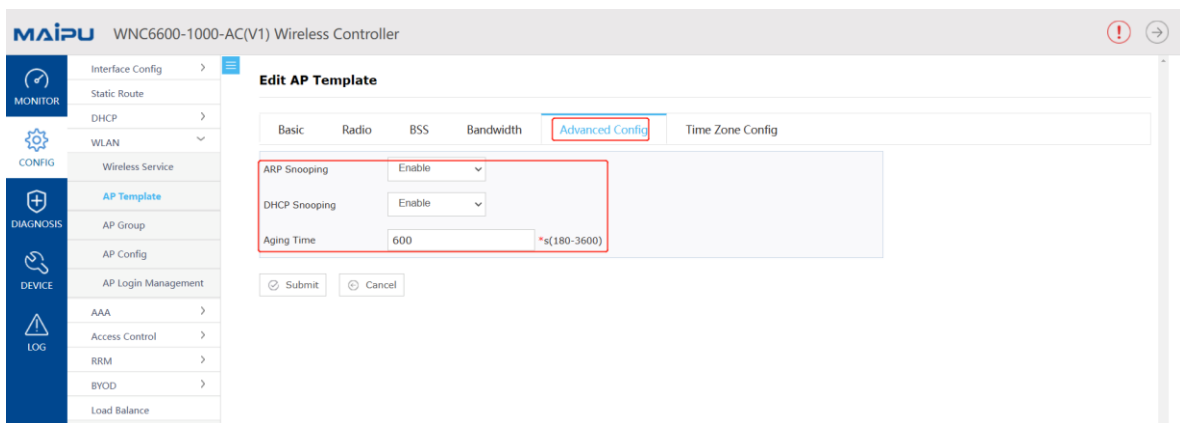 MAIPU WNC6600-1000-AC(V1) Wireless Controller
MONITOR
CONFIG
DIAGNOSIS
DEVICE
LOG
Interface Config
Static Route
DHCP
WLAN
Wireless Service
AP Template
AP Group
AP Config
AP Login Management
AAA
Access Control
RRM
BYOD
Load Balance
Edit AP Template
Basic Radio BSS Bandwidth Advanced Config Time Zone Config
ARP Snooping Enable
DHCP Snooping Enable
Aging Time 600 *s(180-3600)
Submit Cancel